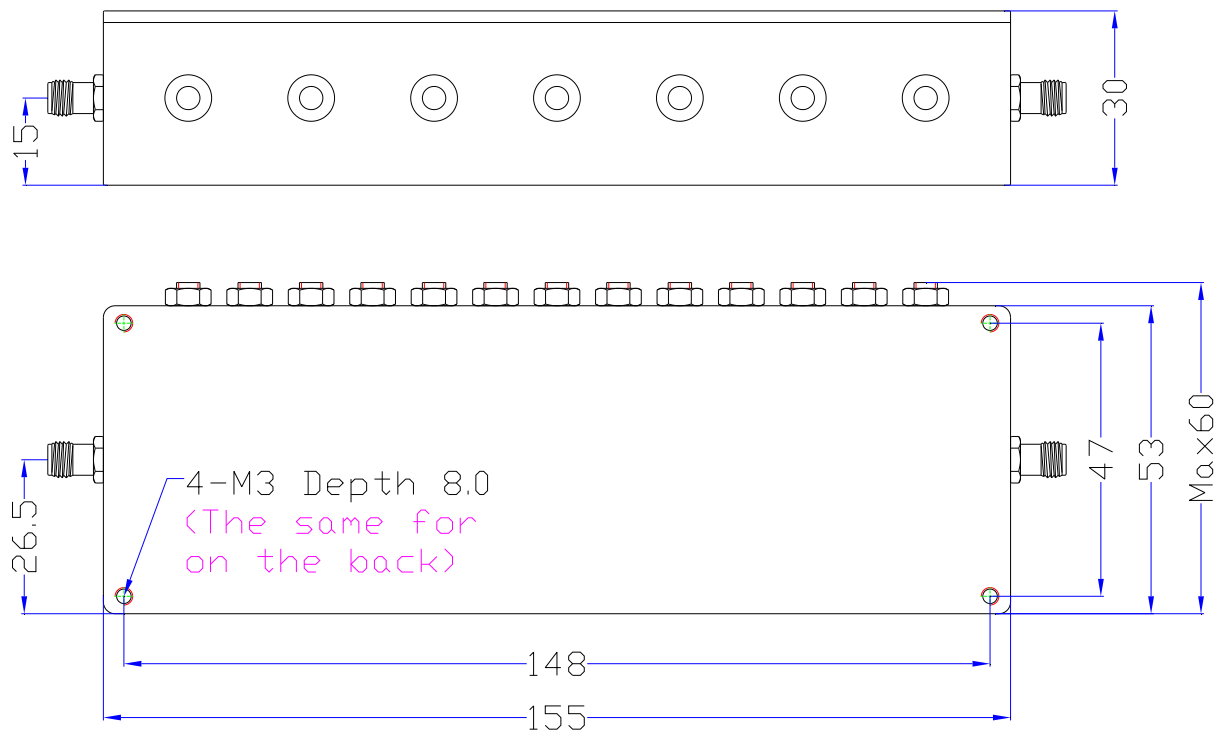 15
30
4-M3 Depth 8.0
(The same for
on the back)
26.5
47
53
Max60
148
155